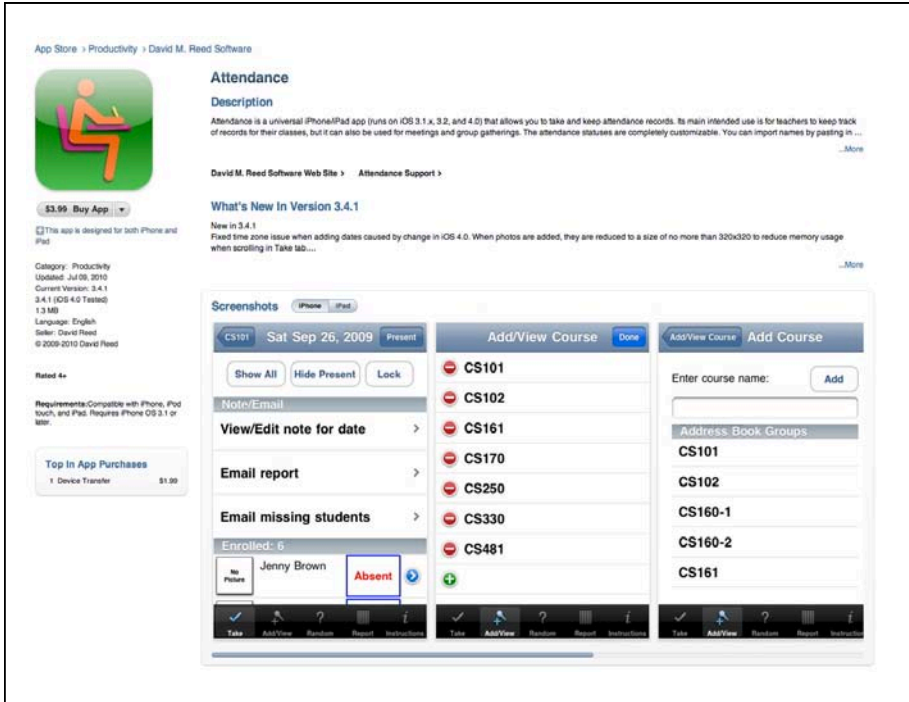 App Store > Productivity > David M. Reed Software
Attendance
Description
Attendance is a universal iPhone/iPad app (runs on iOS 3.1.x, 3.2, and 4.0) that allows you to take and keep attendance records. Its main intended use is for teachers to keep track
of records for their classes, but it can also be used for meetings and group gatherings. The attendance statuses are completely customizable. You can import names by pasting in ...
...More
David M. Reed Software Web Site > Attendance Support >
$3.99 Buy App
This app is designed for both iPhone and
iPad
Category: Productivity
Updated: Jul 09, 2010
Current Version: 3.4.1
3.4.1 (iOS 4.0 Tested)
1.3 MB
Language: English
Seller: David Reed
© 2009-2010 David Reed
Rated 4+
Requirements: Compatible with iPhone, iPod
touch, and iPad. Requires iPhone OS 3.1 or
later.
Top In App Purchases
1 Device Transfer $1.99
What's New In Version 3.4.1
New in 3.4.1
Fixed time zone issue when adding dates caused by change in iOS 4.0. When photos are added, they are reduced to a size of no more than 320x320 to reduce memory usage
when scrolling in Take tab....
...More
Screenshots iPhone iPad
CS101 Sat Sep 26, 2009 Present
Show All Hide Present Lock
Note/Email
View/Edit note for date
Email report
Email missing students
Enrolled: 6
No
Picture
Jenny Brown
Absent
Take Add/View Random Report Instructions
Add/View Course Done
CS101
CS102
CS161
CS170
CS250
CS330
CS481
Take Add/View Random Report Instructions
Add/View Course Add Course
Enter course name: Add
Address Book Groups
CS101
CS102
CS160-1
CS160-2
CS161
Take Add/View Random Report Instruction